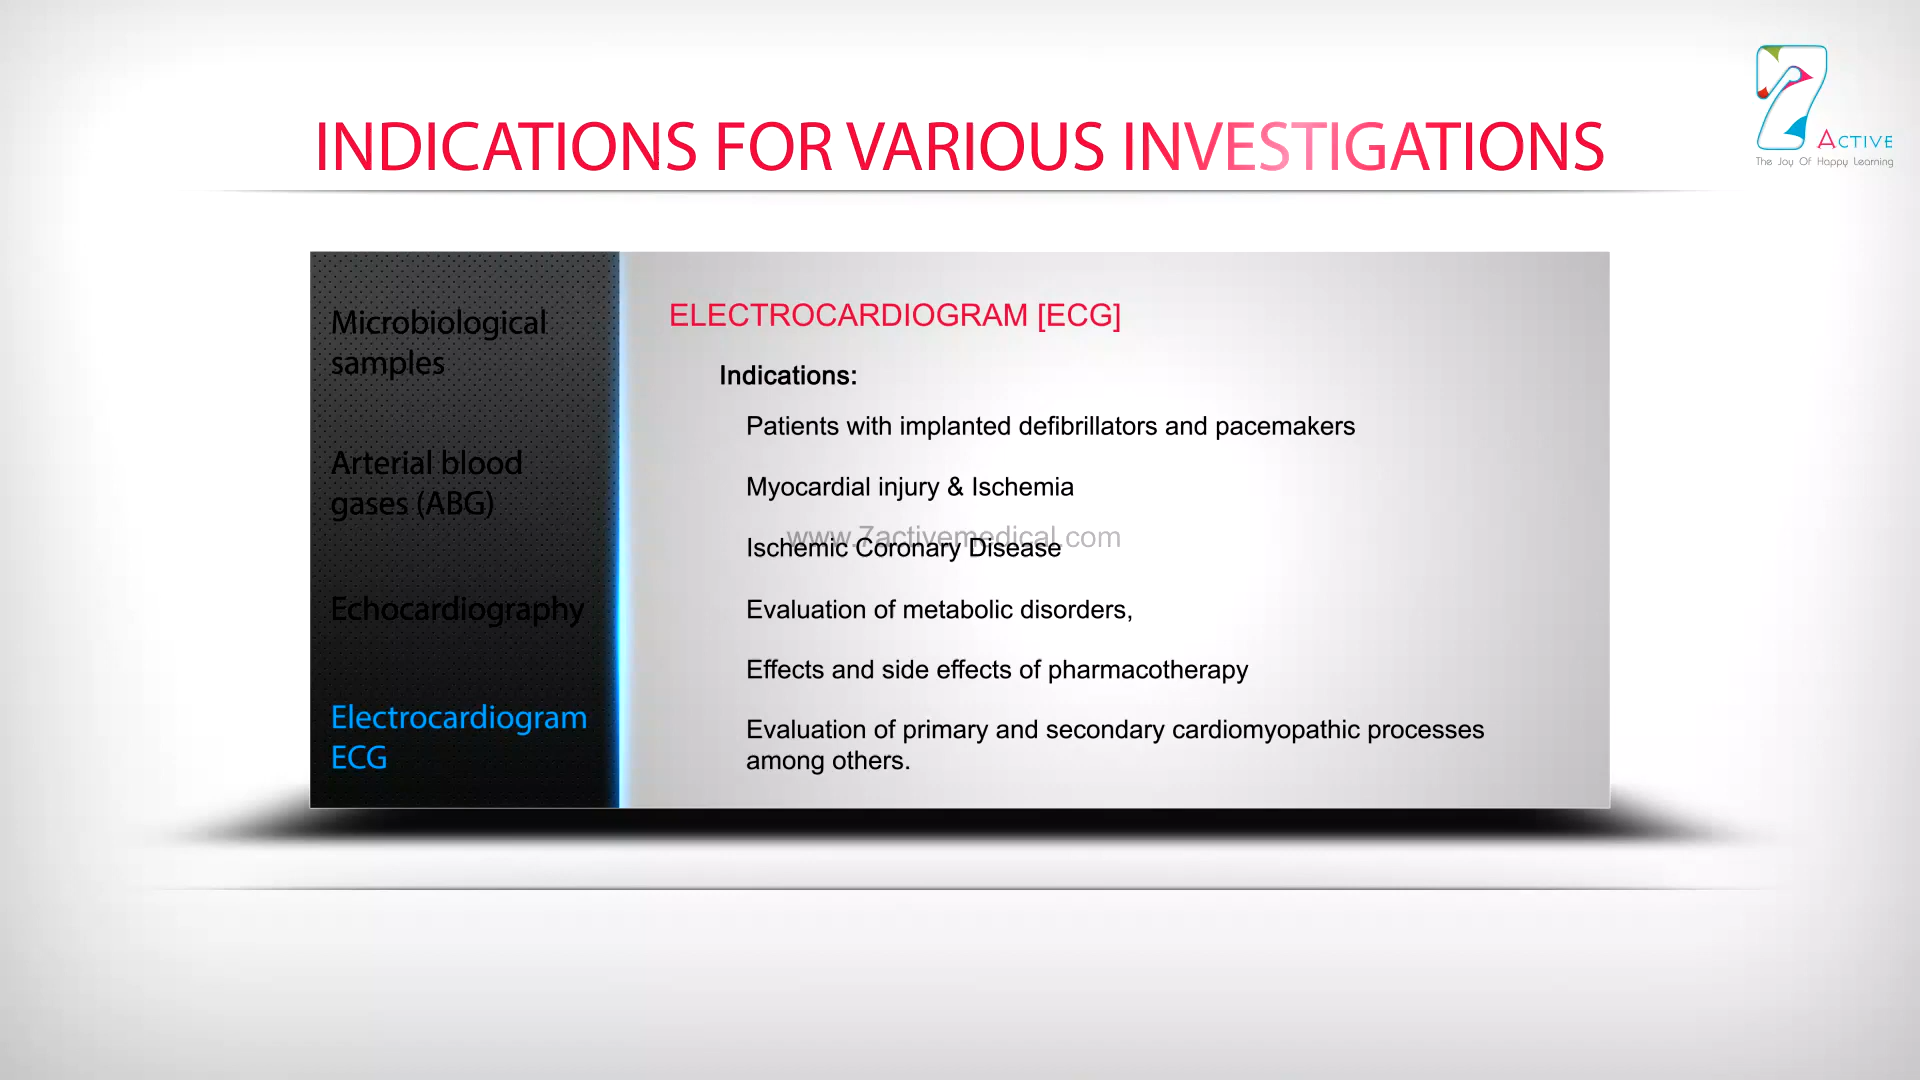 7 ACTIVE
The Joy Of Happy Learning
INDICATIONS FOR VARIOUS INVESTIGATIONS
Microbiological
samples
Arterial blood
gases (ABG)
Echocardiography
Electrocardiogram
ECG
ELECTROCARDIOGRAM [ECG]
Indications:
Patients with implanted defibrillators and pacemakers
Myocardial injury & Ischemia
www.7activemedical.com
Ischemic Coronary Disease
Evaluation of metabolic disorders,
Effects and side effects of pharmacotherapy
Evaluation of primary and secondary cardiomyopathic processes
among others.